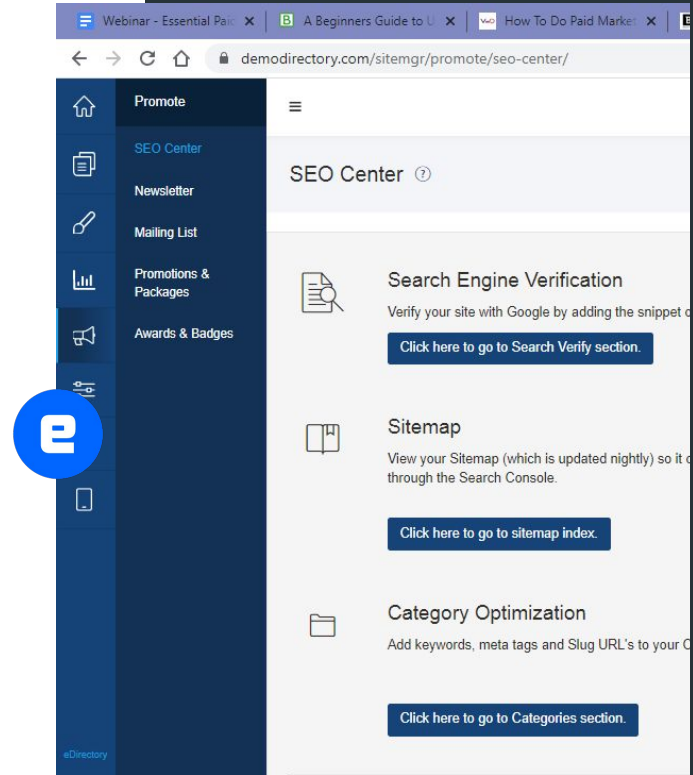 Webinar - Essential Paid
A Beginners Guide to U
How To Do Paid Market
demodirectory.com/sitemgr/promote/seo-center/
Promote
SEO Center
Newsletter
Mailing List
Promotions &
Packages
Awards & Badges
eDirectory
SEO Center
Search Engine Verification
Verify your site with Google by adding the snippet
Click here to go to Search Verify section.
Sitemap
View your Sitemap (which is updated nightly) so it
through the Search Console.
Click here to go to sitemap index.
Category Optimization
Add keywords, meta tags and Slug URL's to your
Click here to go to Categories section.
e